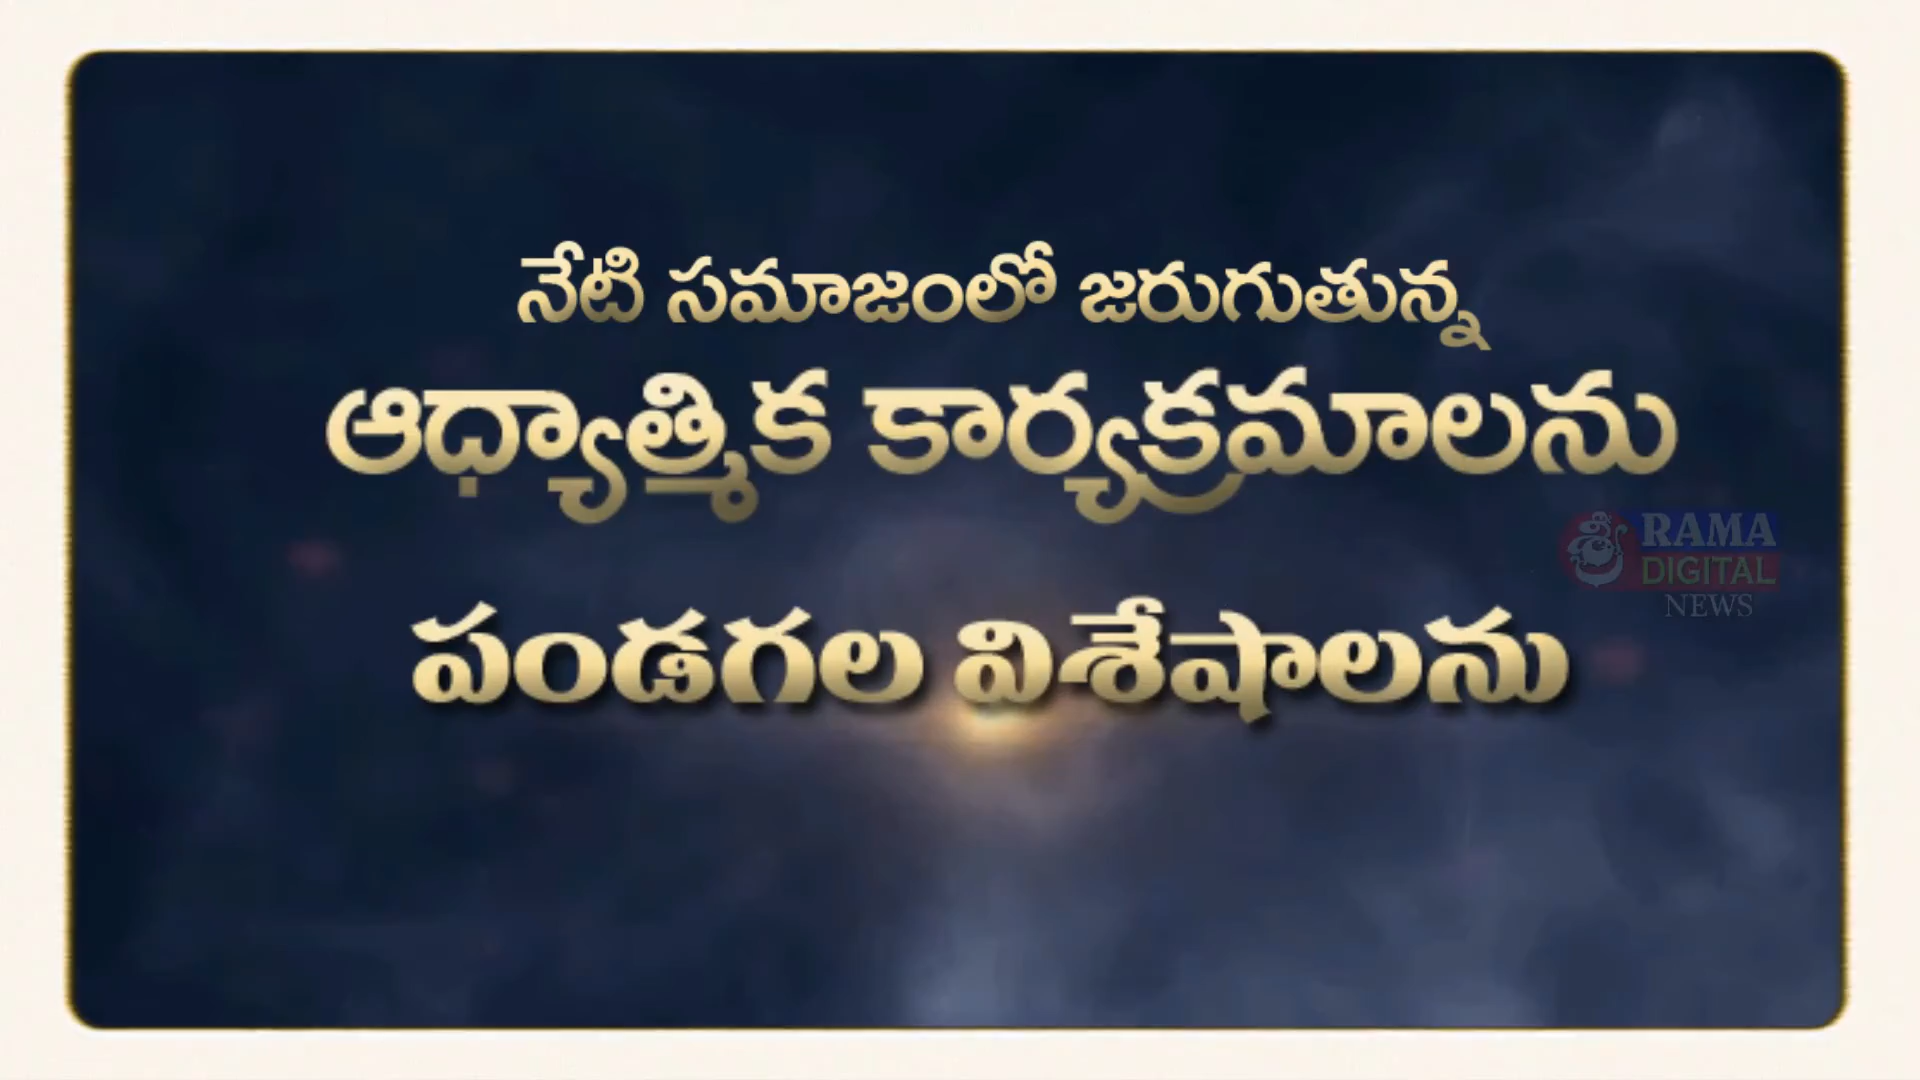 నేటి సమాజంలో జరుగుతున్న
ఆధ్యాత్మిక కార్యక్రమాలను
శ్రీ RAMA
DIGITAL
NEWS
పండగల విశేషాలను